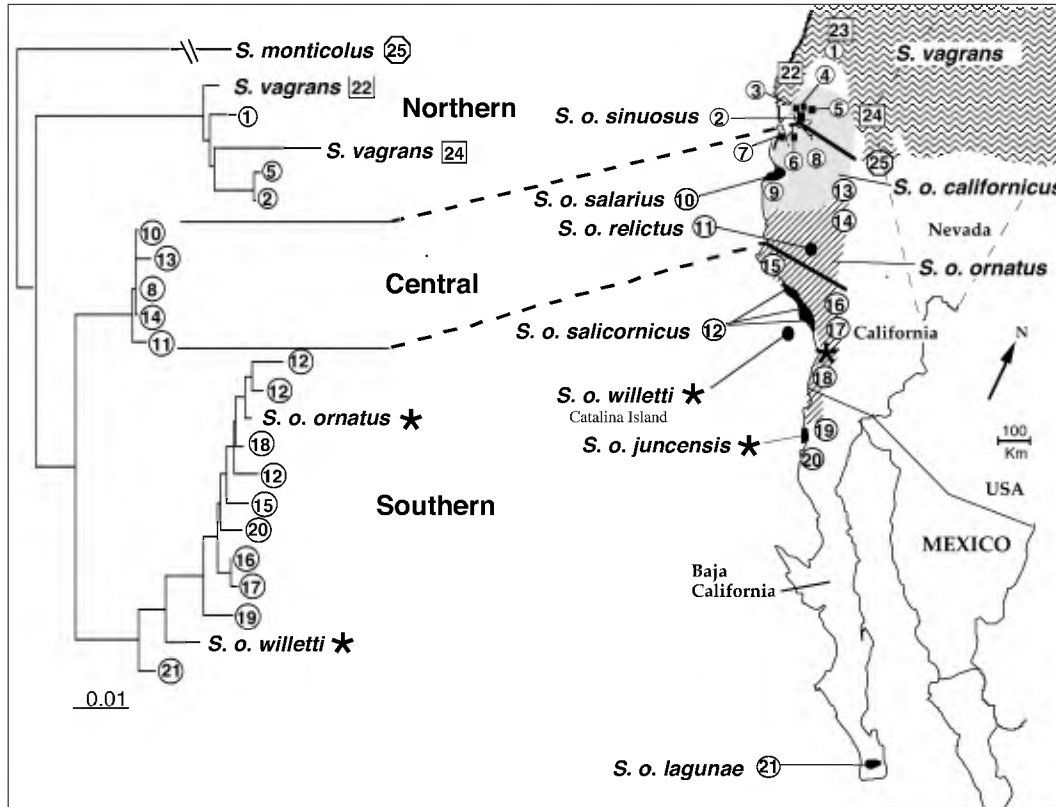 S. monticolus 25
S. vagrans 22
Northern
1
S. vagrans 24
5
2
10
13
Central
8
14
11
12
12
S. o. ornatus *
18
12
Southern
15
20
16
17
19
S. o. willetti *
21
0.01
23
1
S. vagrans
22
4
3
5
S. o. sinuosus 2
24
7
6
8
25
S. o. salarius 10
9
13
S. o. californicus
S. o. relictus 11
14
Nevada
15
S. o. ornatus
16
S. o. salicornicus 12
17
California
N
*
18
S. o. willetti *
Catalina Island
100
Km
19
S. o. juncensis *
20
USA
MEXICO
Baja
California
S. o. lagunae 21